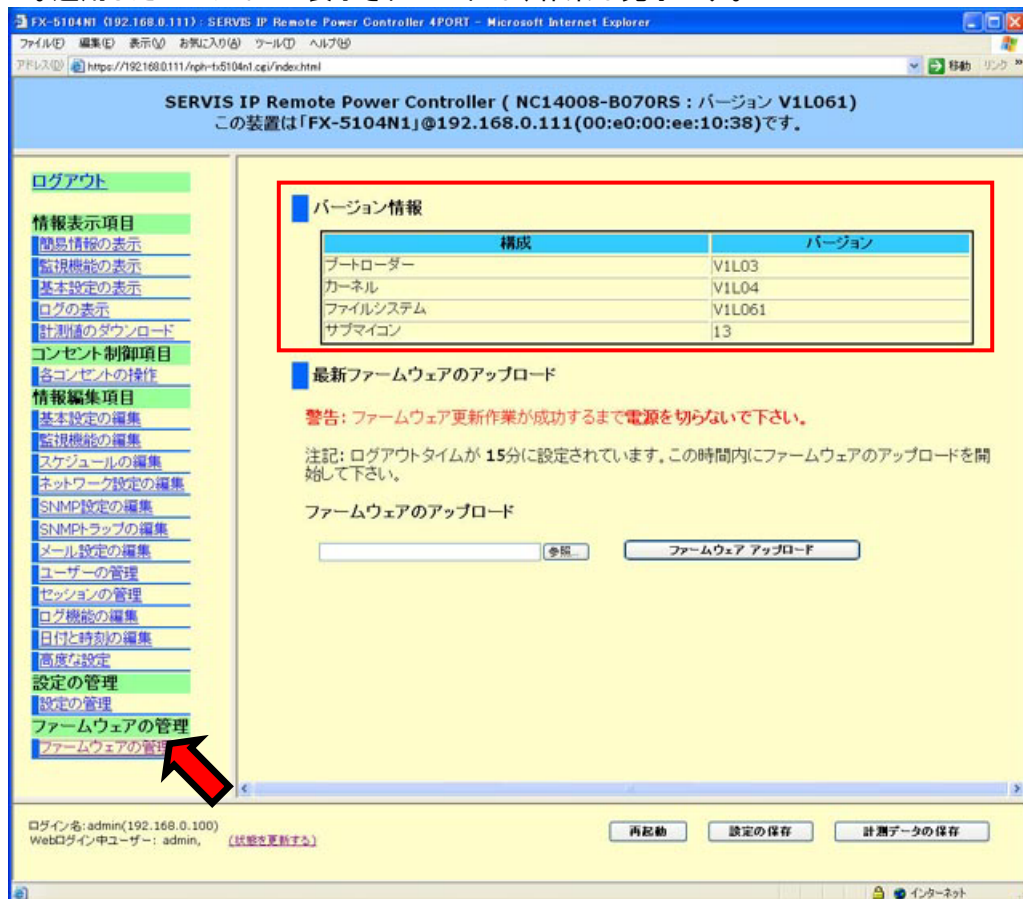 FX-5104N1 (192.168.0.111) : SERVIS IP Remote Power Controller 4PORT - Microsoft Internet Explorer
ファイル(F) 編集(E) 表示(V) お気に入り(A) ツール(T) ヘルプ(H)
アドレス(D) https://192.168.0.111/nph-fx5104n1.cgi/index.html 移動 リンク »
SERVIS IP Remote Power Controller ( NC14008-B070RS : バージョン V1L061)
この装置は「FX-5104N1」@192.168.0.111(00:e0:00:ee:10:38)です.
ログアウト
情報表示項目
簡易情報の表示
監視機能の表示
基本設定の表示
ログの表示
計測値のダウンロード
コンセント制御項目
各コンセントの操作
情報編集項目
基本設定の編集
監視機能の編集
スケジュールの編集
ネットワーク設定の編集
SNMP設定の編集
SNMPトラップの編集
メール設定の編集
ユーザーの管理
セッションの管理
ログ機能の編集
日付と時刻の編集
高度な設定
設定の管理
設定の管理
ファームウェアの管理
ファームウェアの管理
バージョン情報
構成 バージョン
ブートローダー V1L03
カーネル V1L04
ファイルシステム V1L061
サブマイコン 13
最新ファームウェアのアップロード
警告: ファームウェア更新作業が成功するまで電源を切らないで下さい。
注記: ログアウトタイムが 15分に設定されています。この時間内にファームウェアのアップロードを開
始して下さい。
ファームウェアのアップロード
参照... ファームウェア アップロード
ログイン名:admin(192.168.0.100)
Webログイン中ユーザー: admin, (状態を更新する)
再起動 設定の保存 計測データの保存
インターネット